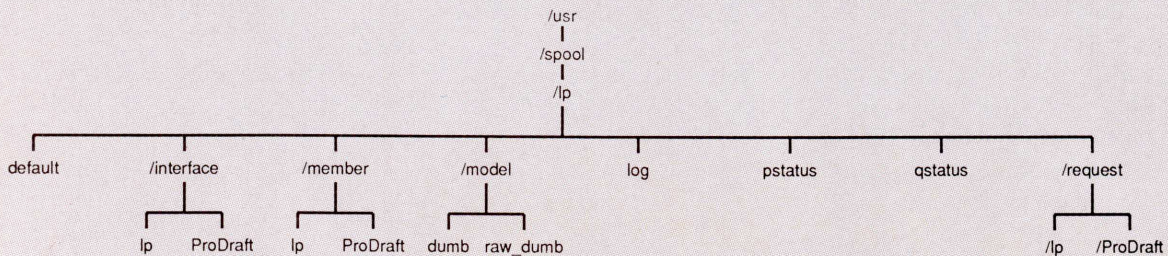 /usr
/spool
/lp
default /interface /member /model log pstatus qstatus /request
lp ProDraft lp ProDraft dumb raw_dumb /lp /ProDraft